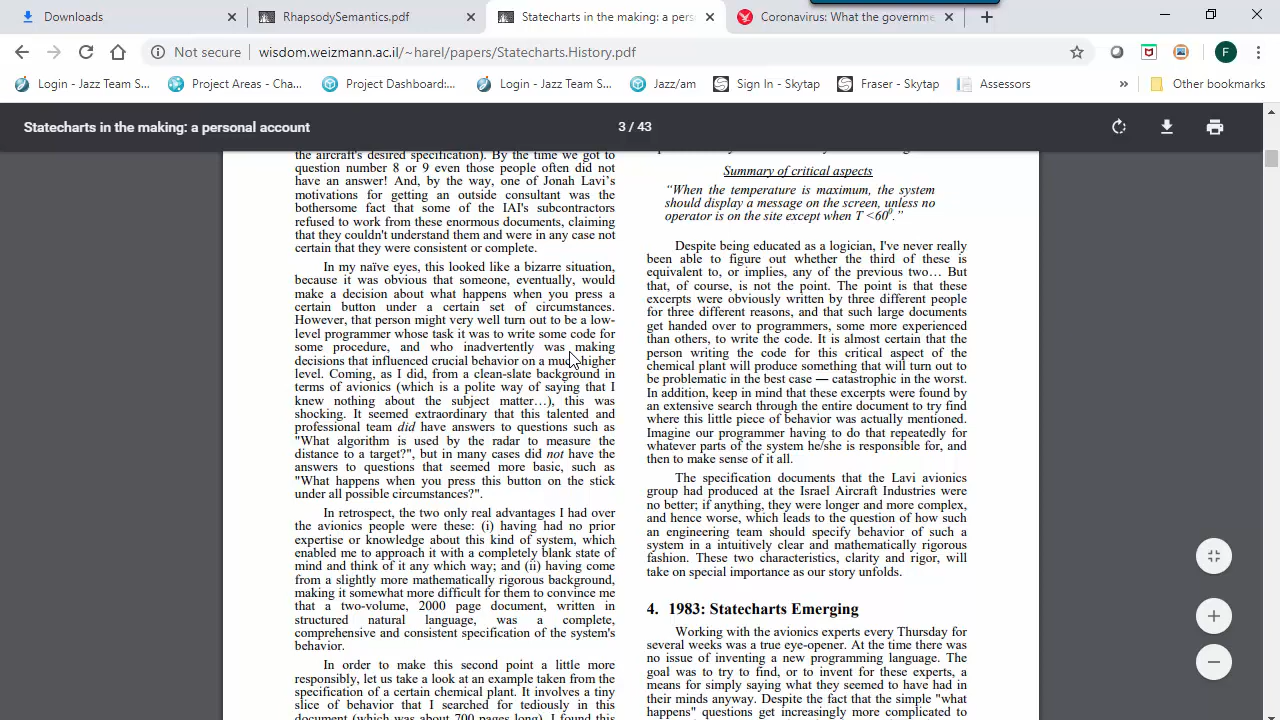 Downloads
RhapsodySemantics.pdf
Statecharts in the making: a pers
Coronavirus: What the governme
Not secure
wisdom.weizmann.ac.il/~harel/papers/Statecharts.History.pdf
F
Login - Jazz Team S...
Project Areas - Cha...
Project Dashboard:...
Login - Jazz Team S...
Jazz/am
Sign In - Skytap
Fraser - Skytap
Assessors
»
Other bookmarks
Statecharts in the making: a personal account
3 / 43
the aircraft's desired specification). By the time we got to
question number 8 or 9 even those people often did not
have an answer! And, by the way, one of Jonah Lavi's
motivations for getting an outside consultant was the
bothersome fact that some of the IAI's subcontractors
refused to work from these enormous documents, claiming
that they couldn't understand them and were in any case not
certain that they were consistent or complete.
In my naïve eyes, this looked like a bizarre situation,
because it was obvious that someone, eventually, would
make a decision about what happens when you press a
certain button under a certain set of circumstances.
However, that person might very well turn out to be a low-
level programmer whose task it was to write some code for
some procedure, and who inadvertently was making
decisions that influenced crucial behavior on a much higher
level. Coming, as I did, from a clean-slate background in
terms of avionics (which is a polite way of saying that I
knew nothing about the subject matter…), this was
shocking. It seemed extraordinary that this talented and
professional team did have answers to questions such as
"What algorithm is used by the radar to measure the
distance to a target?", but in many cases did not have the
answers to questions that seemed more basic, such as
"What happens when you press this button on the stick
under all possible circumstances?".
In retrospect, the two only real advantages I had over
the avionics people were these: (i) having had no prior
expertise or knowledge about this kind of system, which
enabled me to approach it with a completely blank state of
mind and think of it any which way; and (ii) having come
from a slightly more mathematically rigorous background,
making it somewhat more difficult for them to convince me
that a two-volume, 2000 page document, written in
structured natural language, was a complete,
comprehensive and consistent specification of the system's
behavior.
In order to make this second point a little more
responsibly, let us take a look at an example taken from the
specification of a certain chemical plant. It involves a tiny
slice of behavior that I searched for tediously in this
document (which was about 700 pages long). I found this
Summary of critical aspects
“When the temperature is maximum, the system
should display a message on the screen, unless no
operator is on the site except when T <60⁰.”
Despite being educated as a logician, I've never really
been able to figure out whether the third of these is
equivalent to, or implies, any of the previous two… But
that, of course, is not the point. The point is that these
excerpts were obviously written by three different people
for three different reasons, and that such large documents
get handed over to programmers, some more experienced
than others, to write the code. It is almost certain that the
person writing the code for this critical aspect of the
chemical plant will produce something that will turn out to
be problematic in the best case — catastrophic in the worst.
In addition, keep in mind that these excerpts were found by
an extensive search through the entire document to try find
where this little piece of behavior was actually mentioned.
Imagine our programmer having to do that repeatedly for
whatever parts of the system he/she is responsible for, and
then to make sense of it all.
The specification documents that the Lavi avionics
group had produced at the Israel Aircraft Industries were
no better; if anything, they were longer and more complex,
and hence worse, which leads to the question of how such
an engineering team should specify behavior of such a
system in a intuitively clear and mathematically rigorous
fashion. These two characteristics, clarity and rigor, will
take on special importance as our story unfolds.
4. 1983: Statecharts Emerging
Working with the avionics experts every Thursday for
several weeks was a true eye-opener. At the time there was
no issue of inventing a new programming language. The
goal was to try to find, or to invent for these experts, a
means for simply saying what they seemed to have had in
their minds anyway. Despite the fact that the simple "what
happens" questions get increasingly more complicated to